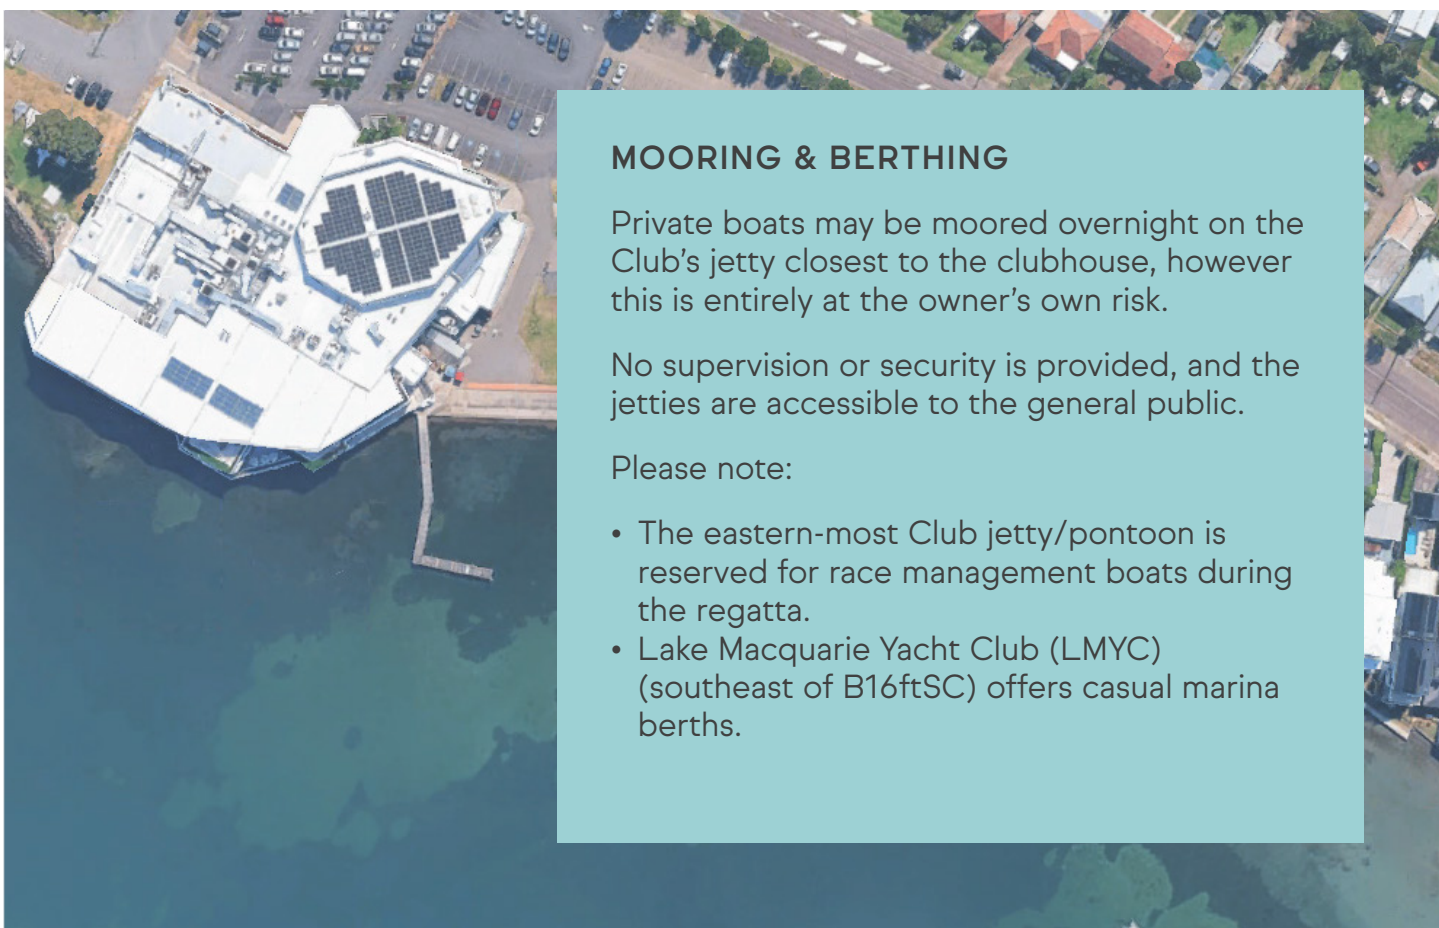 MOORING & BERTHING
Private boats may be moored overnight on the
Club’s jetty closest to the clubhouse, however
this is entirely at the owner’s own risk.
No supervision or security is provided, and the
jetties are accessible to the general public.
Please note:
• The eastern-most Club jetty/pontoon is
reserved for race management boats during
the regatta.
• Lake Macquarie Yacht Club (LMYC)
(southeast of B16ftSC) offers casual marina
berths.